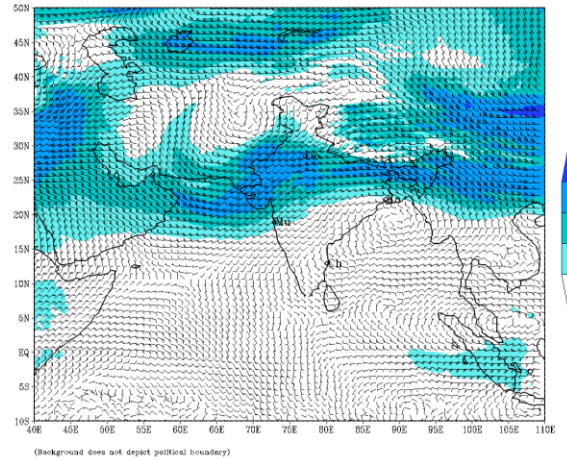 50N
45N
40N
35N
30N
25N
20N
15N
10N
5N
EQ
5S
10S
Mu
Ch
40E 45E 50E 55E 60E 65E 70E 75E 80E 85E 90E 95E 100E 105E 110E
(Background does not depict political boundary)